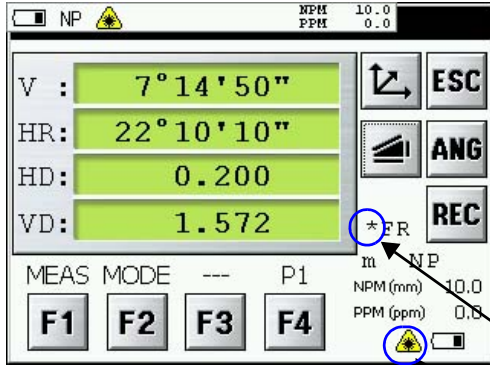 NP NPM 10.0
PPM 0.0
V : 7°14'50"
HR: 22°10'10"
HD: 0.200
VD: 1.572
ESC
ANG
REC
*FR
m NP
NPM (mm) 10.0
PPM (ppm) 0.0
MEAS MODE --- P1
F1 F2 F3 F4